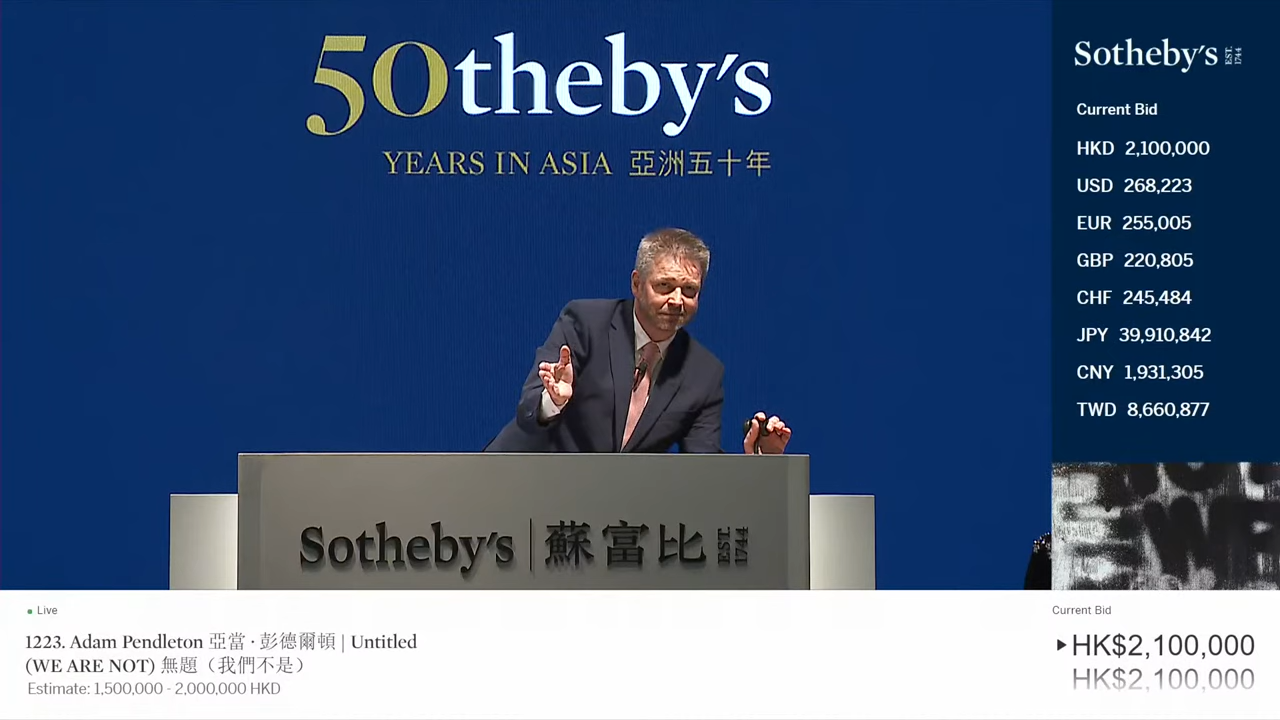 50theby's
YEARS IN ASIA 亞洲五十年
Sotheby's EST. 1744
Current Bid
HKD 2,100,000
USD 268,223
EUR 255,005
GBP 220,805
CHF 245,484
JPY 39,910,842
CNY 1,931,305
TWD 8,660,877
Sotheby's | 蘇富比 EST. 1744
WE
Live
1223. Adam Pendleton 亞當·彭德爾頓 | Untitled
(WE ARE NOT) 無題（我們不是）
Estimate: 1,500,000 - 2,000,000 HKD
Current Bid
HK$2,100,000
HK$2,100,000